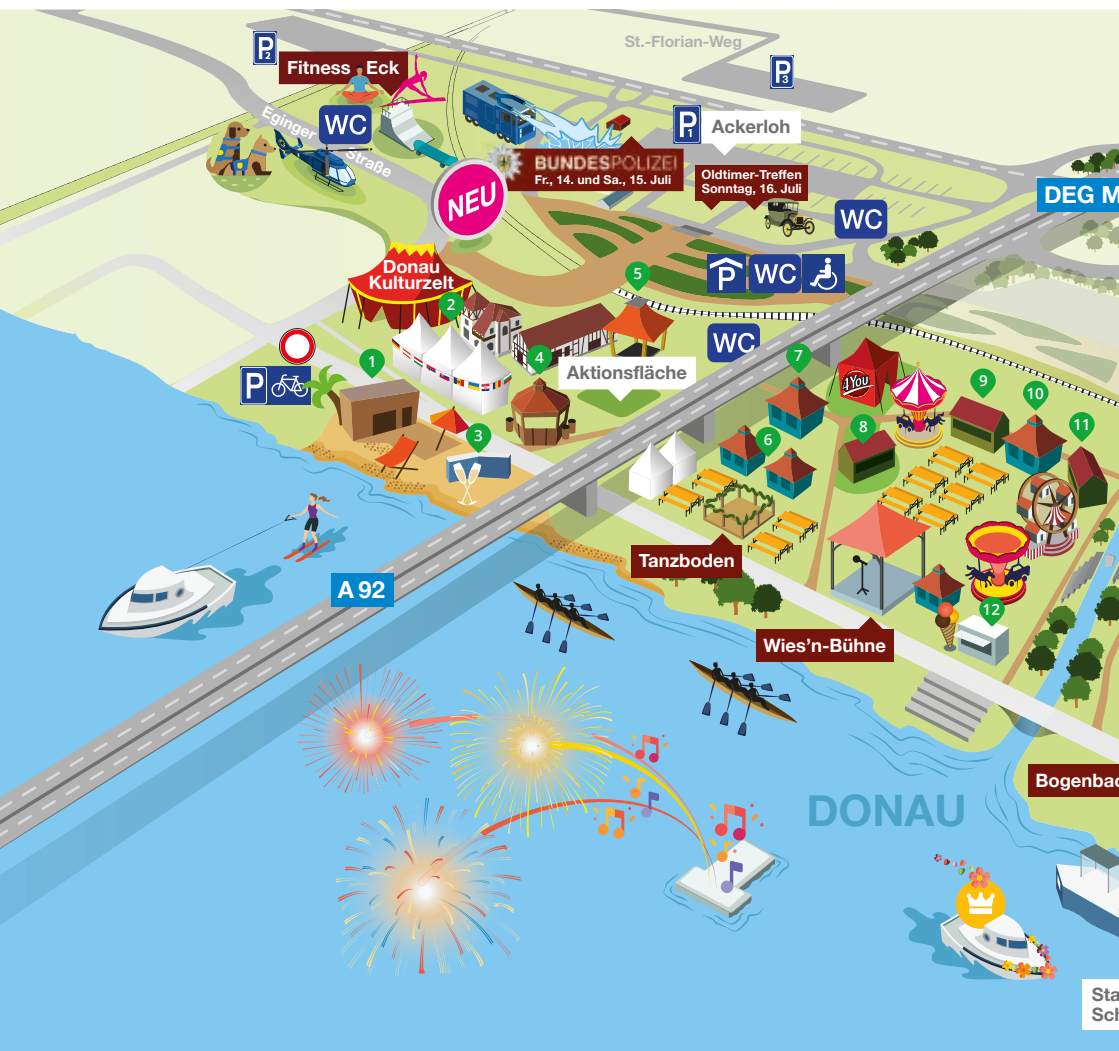 St.-Florian-Weg
P2
Fitness Eck
P3
Eginger
Straße
WC
P1
Ackerloh
BUNDESPOLIZEI
Fr., 14. und Sa., 15. Juli
Oldtimer-Treffen
Sonntag, 16. Juli
DEG M
NEU
WC
Donau
Kulturzelt
5
P
WC
2
WC
1
4
Aktionsfläche
7
4You
9
10
P
3
6
8
11
Tanzboden
A 92
12
Wies'n-Bühne
Bogenbac
DONAU
Sta
Sch